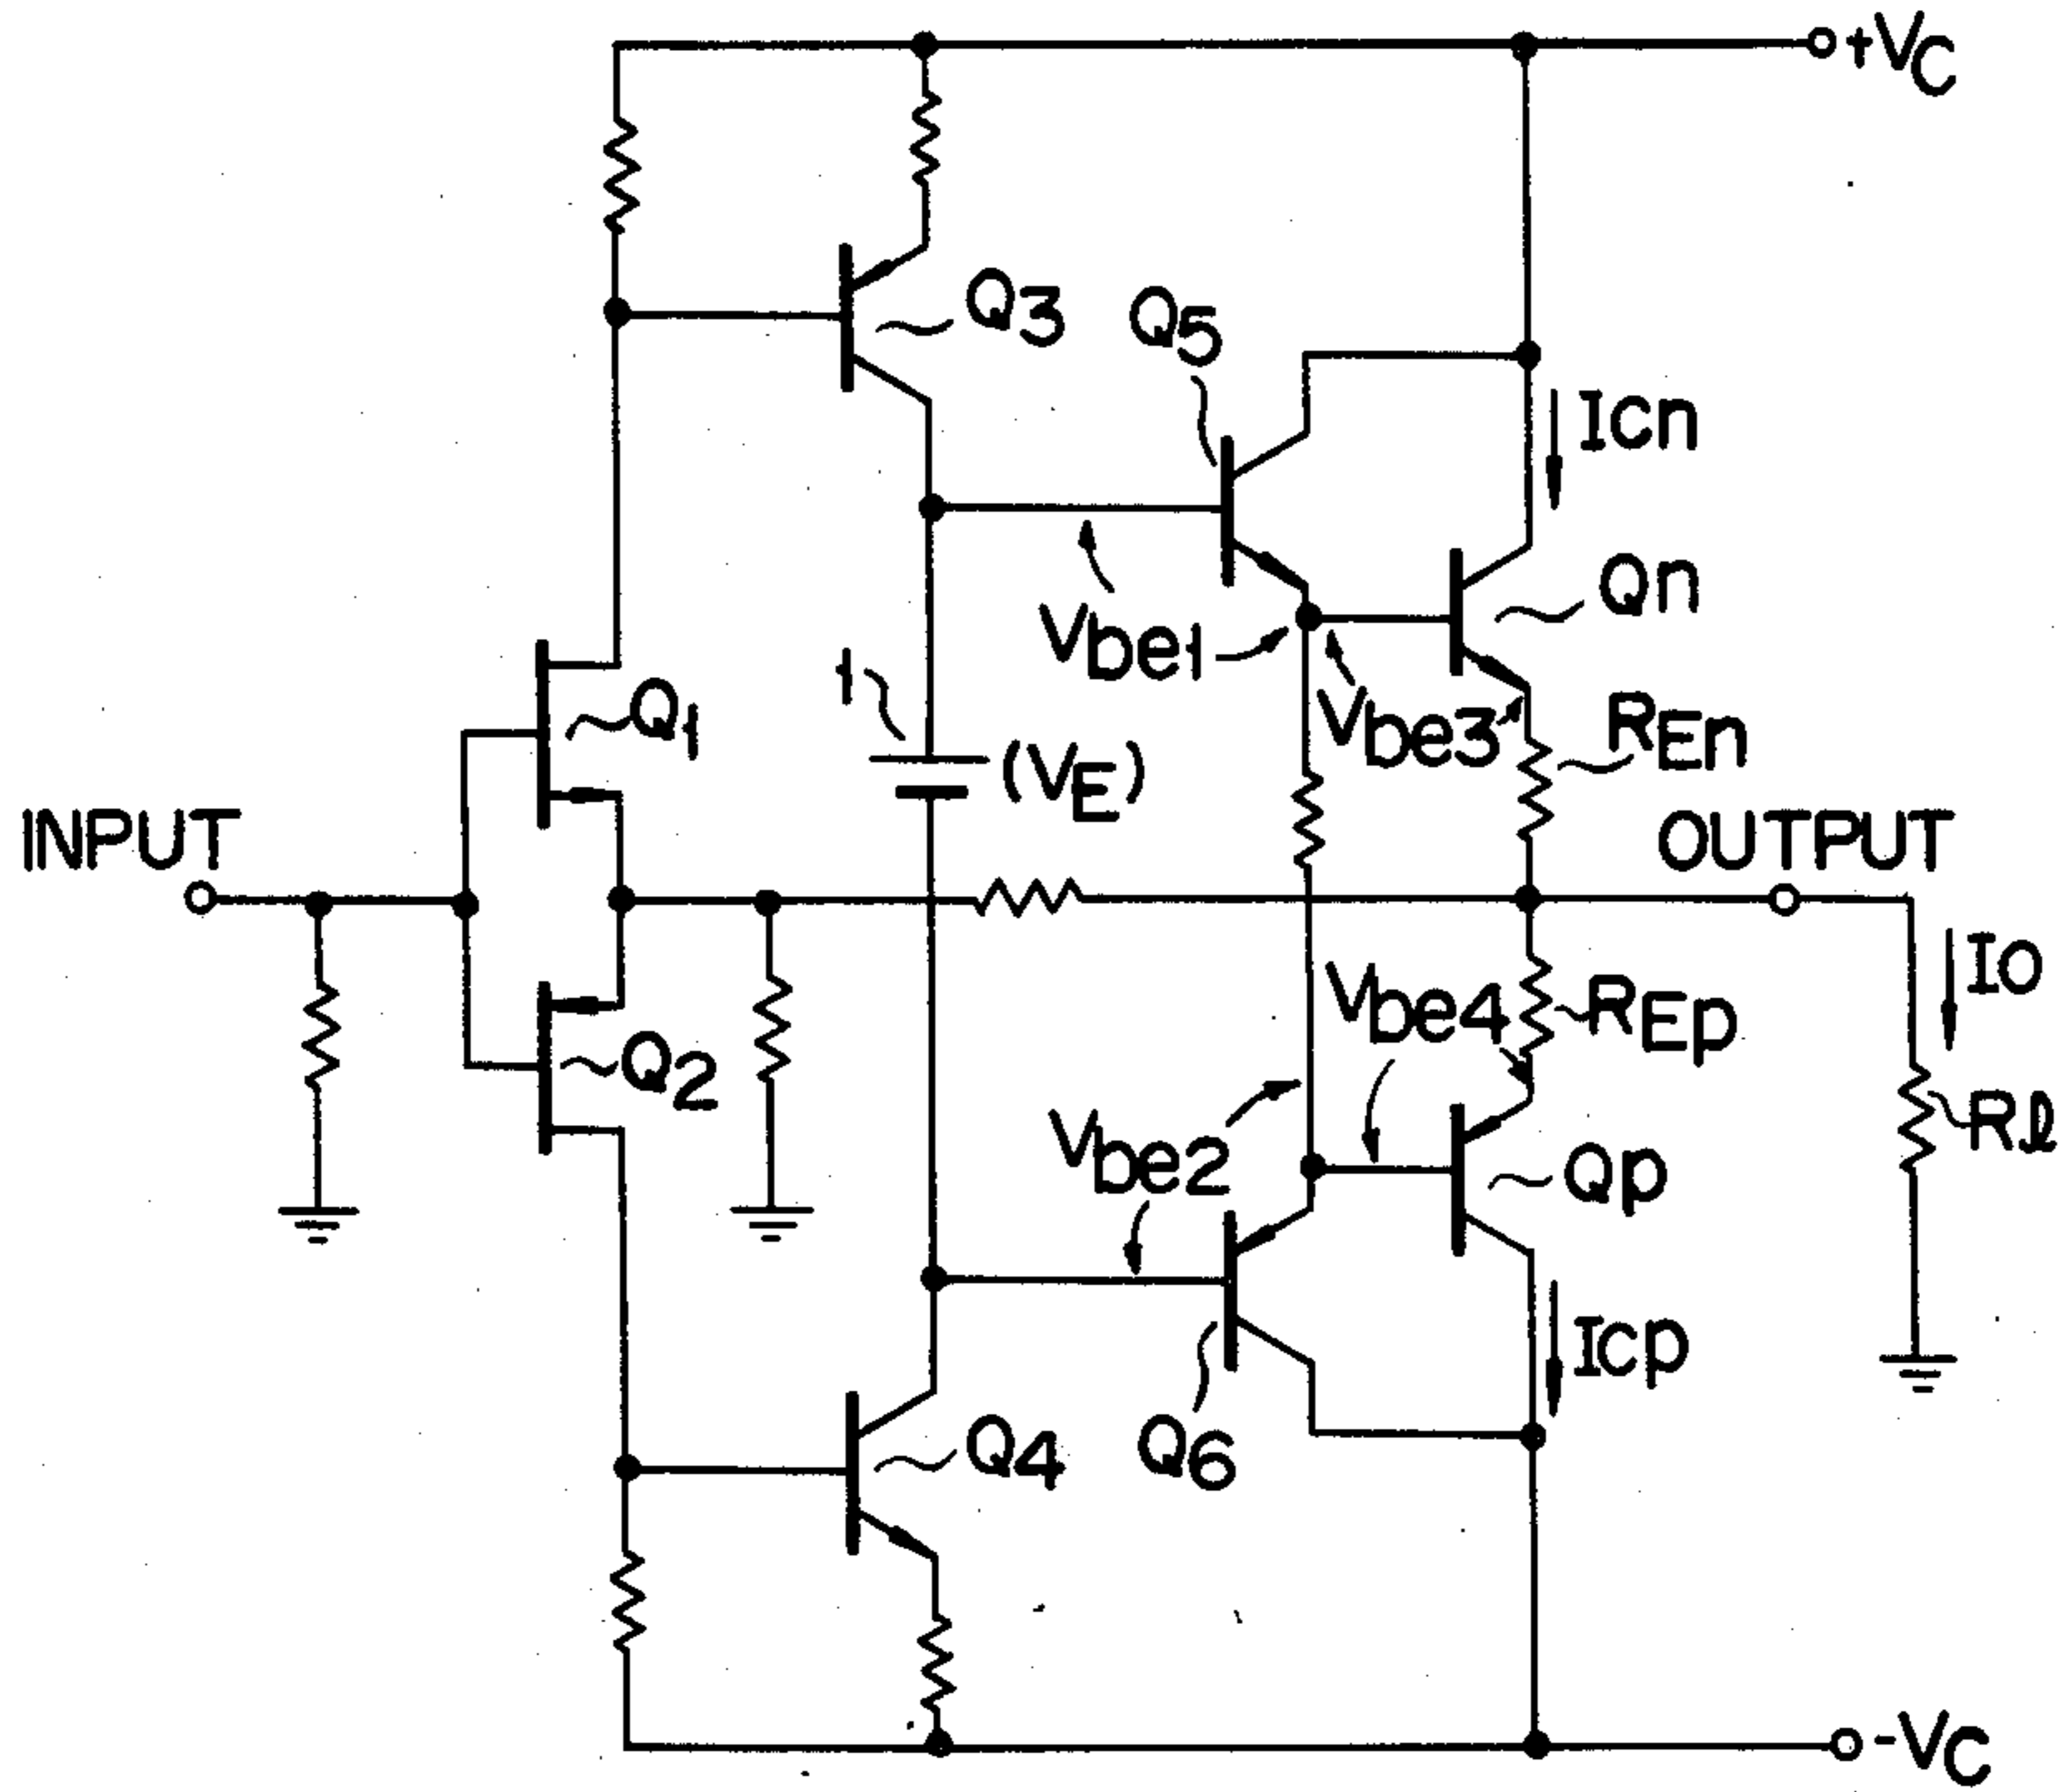 +VC
Q3
Q5
ICn
Qn
Vbe1
1
Q1
Vbe3
REn
(VE)
INPUT
OUTPUT
IO
Vbe4
REp
Q2
Rl
Vbe2
Qp
ICp
Q4
Q6
-VC